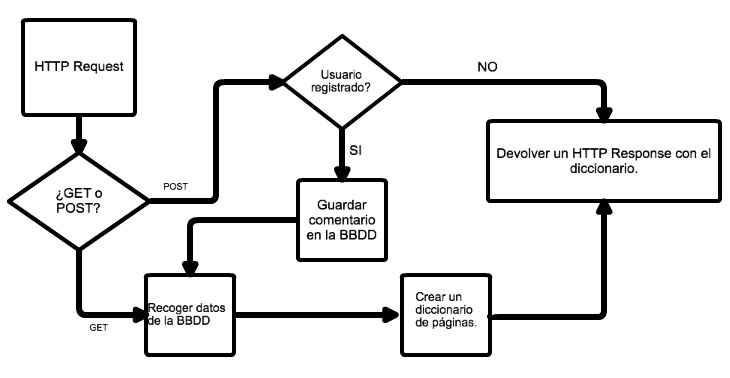 HTTP Request
¿GET o
POST?
POST
GET
Usuario
registrado?
NO
SI
Guardar
comentario
en la BBDD
Recoger datos
de la BBDD
Crear un
diccionario
de páginas.
Devolver un HTTP Response con el
diccionario.